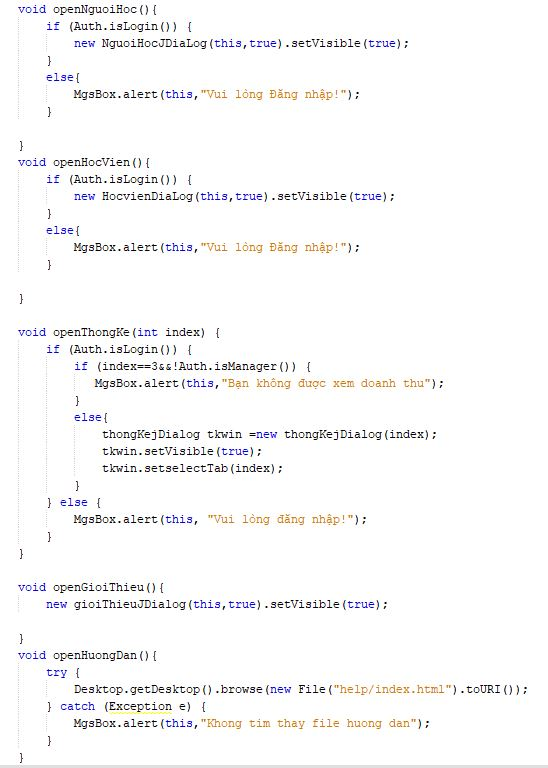 void openNguoiHoc(){
if (Auth.isLogin()) {
new NguoiHocJDiaLog(this,true).setVisible(true);
}
else{
MgsBox.alert(this,"Vui lòng Đăng nhập!");
}
}
void openHocVien(){
if (Auth.isLogin()) {
new HocvienDiaLog(this,true).setVisible(true);
}
else{
MgsBox.alert(this,"Vui lòng Đăng nhập!");
}
}
void openThongKe(int index) {
if (Auth.isLogin()) {
if (index==3&&!Auth.isManager()) {
MgsBox.alert(this,"Bạn không được xem doanh thu");
}
else{
thongKejDialog tkwin =new thongKejDialog(index);
tkwin.setVisible(true);
tkwin.setselectTab(index);
}
} else {
MgsBox.alert(this, "Vui lòng đăng nhập!");
}
}
void openGioiThieu(){
new gioiThieuJDialog(this,true).setVisible(true);
}
void openHuongDan(){
try {
Desktop.getDesktop().browse(new File("help/index.html").toURI());
} catch (Exception e) {
MgsBox.alert(this,"Khong tim thay file huong dan");
}
}